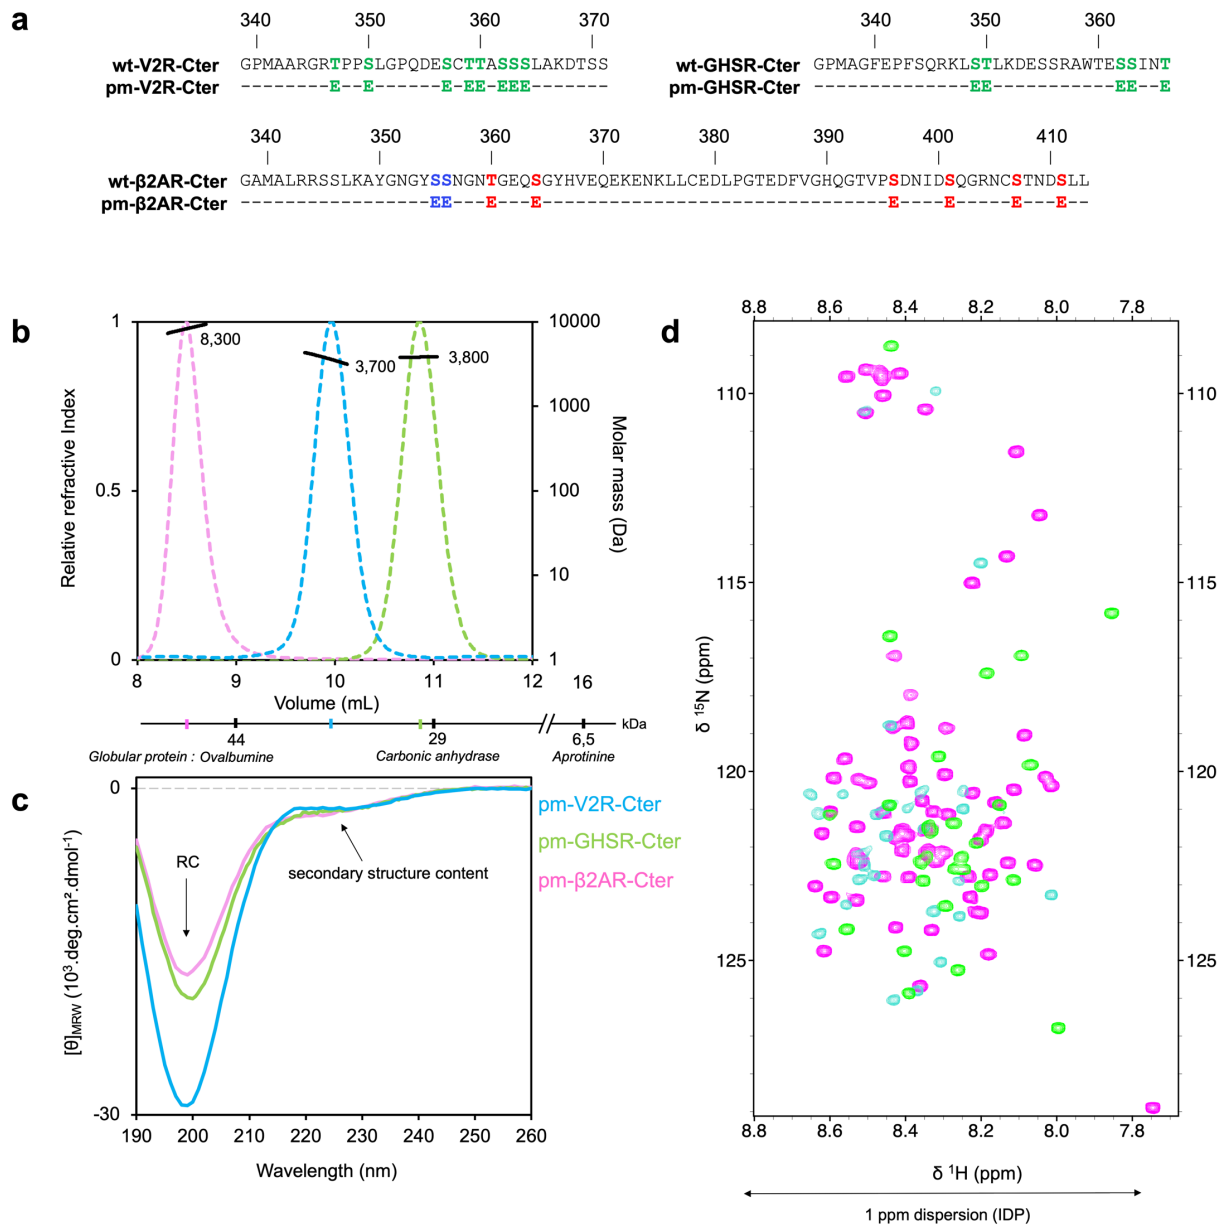 a
340 350 360 370
wt-V2R-Cter GPMAARGRTPPSLGPQDESCTTASSSLAKDTSS
pm-V2R-Cter --------E--E------E-EE-EEE-------
340 350 360
wt-GHSR-Cter GPMAGFEPFSQRKLSTLKDESSRAWTESSINT
pm-GHSR-Cter --------------EE-----------EE--E
340 350 360 370 380 390 400 410
wt-β2AR-Cter GAMALRRSSLKAYGNGYSSNGNTGEQSGYHVEQEKENKLLCEDLPGTEDFVGHQGTVPSDNIDSQGRNCSTNDSLL
pm-β2AR-Cter -----------------EE---E---E--------------------------------E----E-----E---E--
b
1
0.5
0
Relative refractive Index
10000
1000
100
10
1
Molar mass (Da)
8,300
3,700
3,800
8 9 10 11 12 16
Volume (mL)
kDa
44 29 6,5
Globular protein : Ovalbumine Carbonic anhydrase Aprotinine
c
0
-30
[θ]MRW (10³.deg.cm².dmol⁻¹)
RC
secondary structure content
pm-V2R-Cter
pm-GHSR-Cter
pm-β2AR-Cter
190 200 210 220 230 240 250 260
Wavelength (nm)
d
8.8 8.6 8.4 8.2 8.0 7.8
110 110
115 115
120 120
125 125
δ ¹⁵N (ppm)
8.8 8.6 8.4 8.2 8.0 7.8
δ ¹H (ppm)
1 ppm dispersion (IDP)